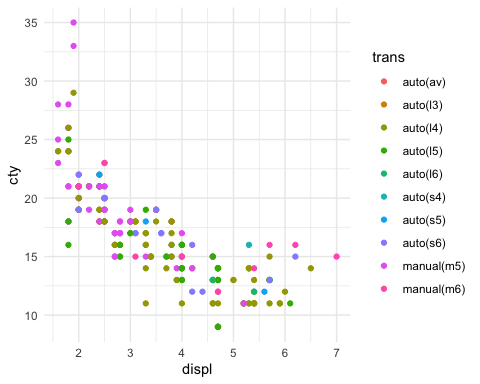 35
30
25
20
15
10
cty
2 3 4 5 6 7
displ
trans
auto(av)
auto(l3)
auto(l4)
auto(l5)
auto(l6)
auto(s4)
auto(s5)
auto(s6)
manual(m5)
manual(m6)